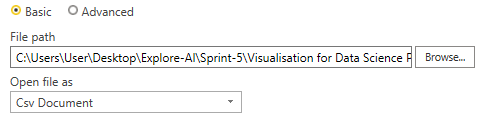 Basic Advanced
File path
C:\Users\User\Desktop\Explore-AI\Sprint-5\Visualisation for Data Science Browse...
Open file as
Csv Document